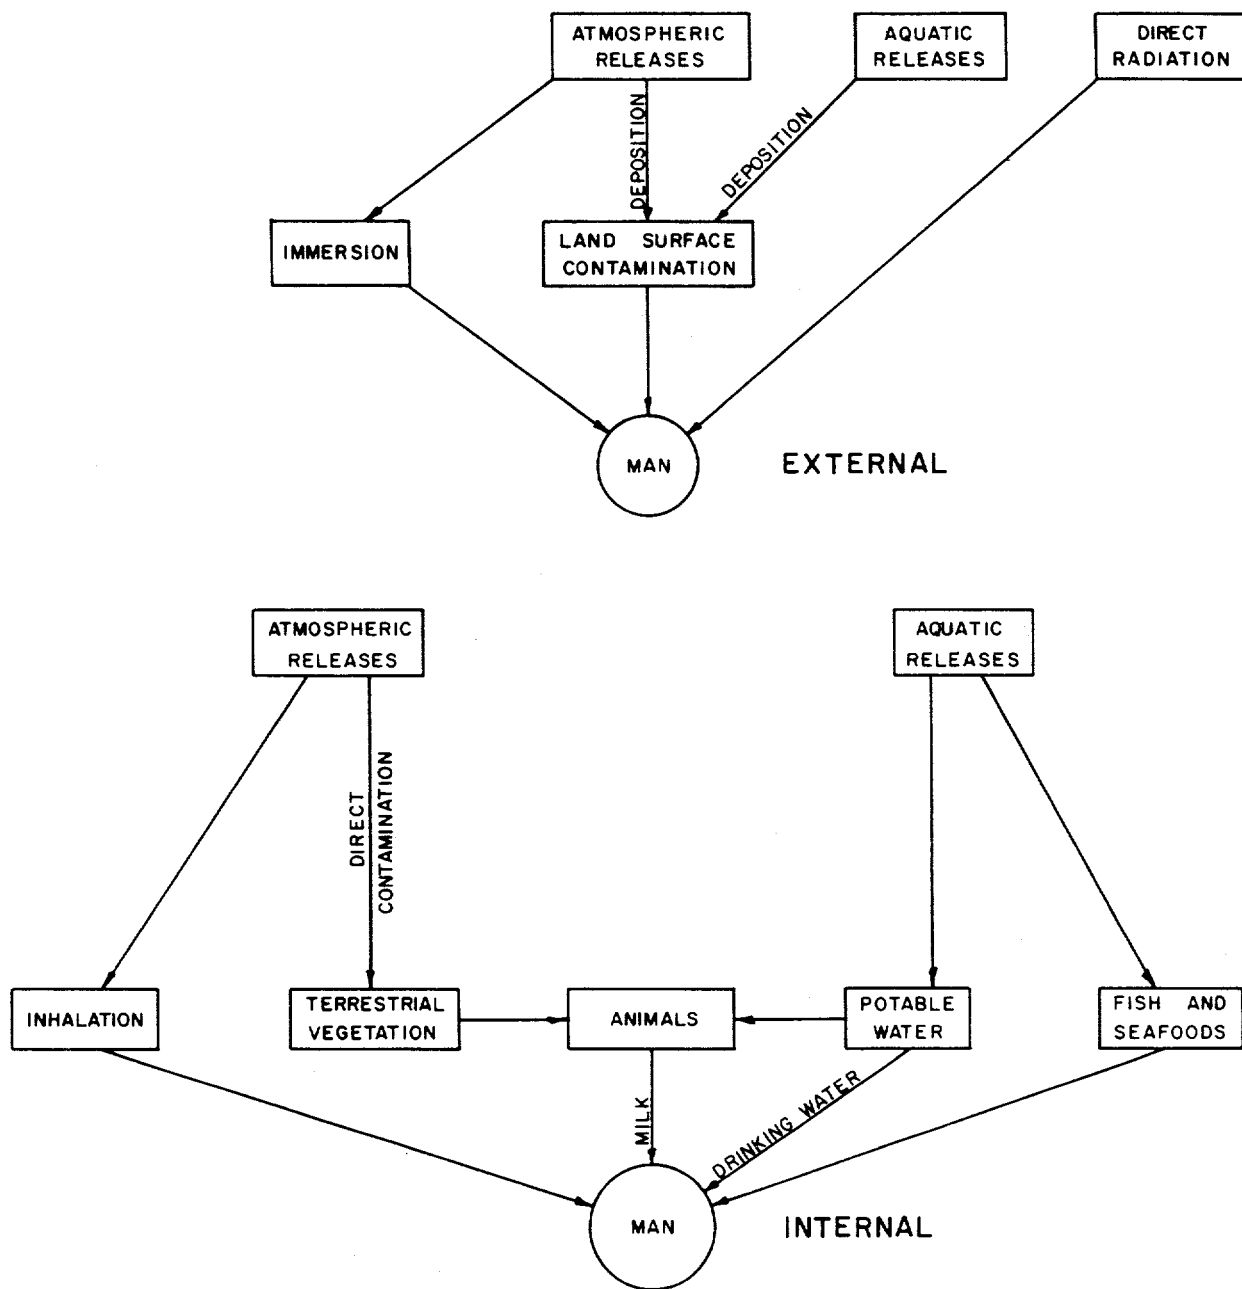 ATMOSPHERIC
RELEASES
AQUATIC
RELEASES
DIRECT
RADIATION
DEPOSITION
DEPOSITION
IMMERSION
LAND SURFACE
CONTAMINATION
MAN
EXTERNAL
ATMOSPHERIC
RELEASES
AQUATIC
RELEASES
DIRECT
CONTAMINATION
INHALATION
TERRESTRIAL
VEGETATION
ANIMALS
POTABLE
WATER
FISH AND
SEAFOODS
MILK
DRINKING WATER
MAN
INTERNAL